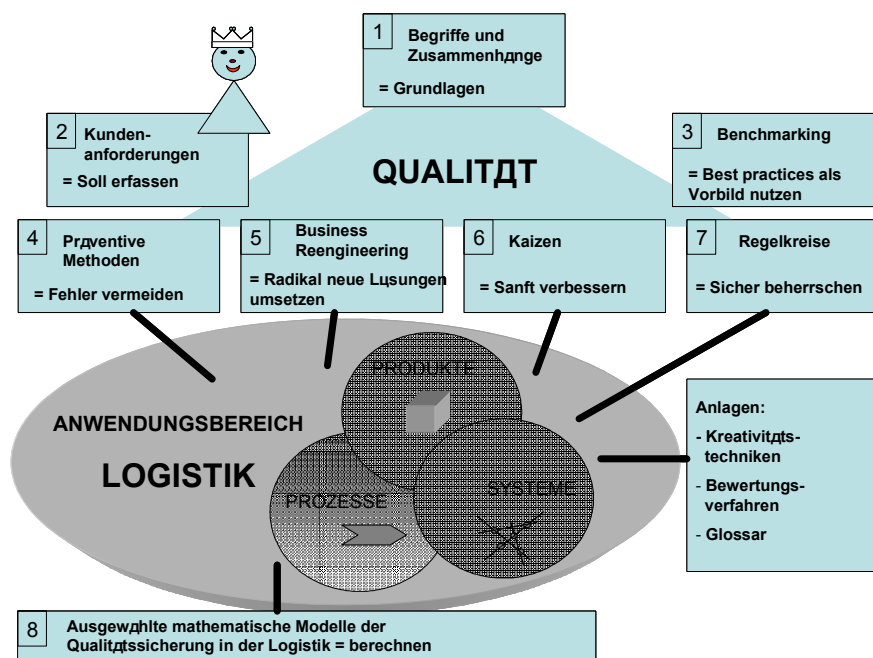 1 Begriffe und
Zusammenhдnge
= Grundlagen
2 Kunden-
anforderungen
= Soll erfassen
3 Benchmarking
= Best practices als
Vorbild nutzen
QUALITДT
4 Prдventive
Methoden
= Fehler vermeiden
5 Business
Reengineering
= Radikal neue Lцsungen
umsetzen
6 Kaizen
= Sanft verbessern
7 Regelkreise
= Sicher beherrschen
PRODUKTE
ANWENDUNGSBEREICH
LOGISTIK
PROZESSE
SYSTEME
Anlagen:
- Kreativitдts-
techniken
- Bewertungs-
verfahren
- Glossar
8 Ausgewдhlte mathematische Modelle der
Qualitдtssicherung in der Logistik = berechnen